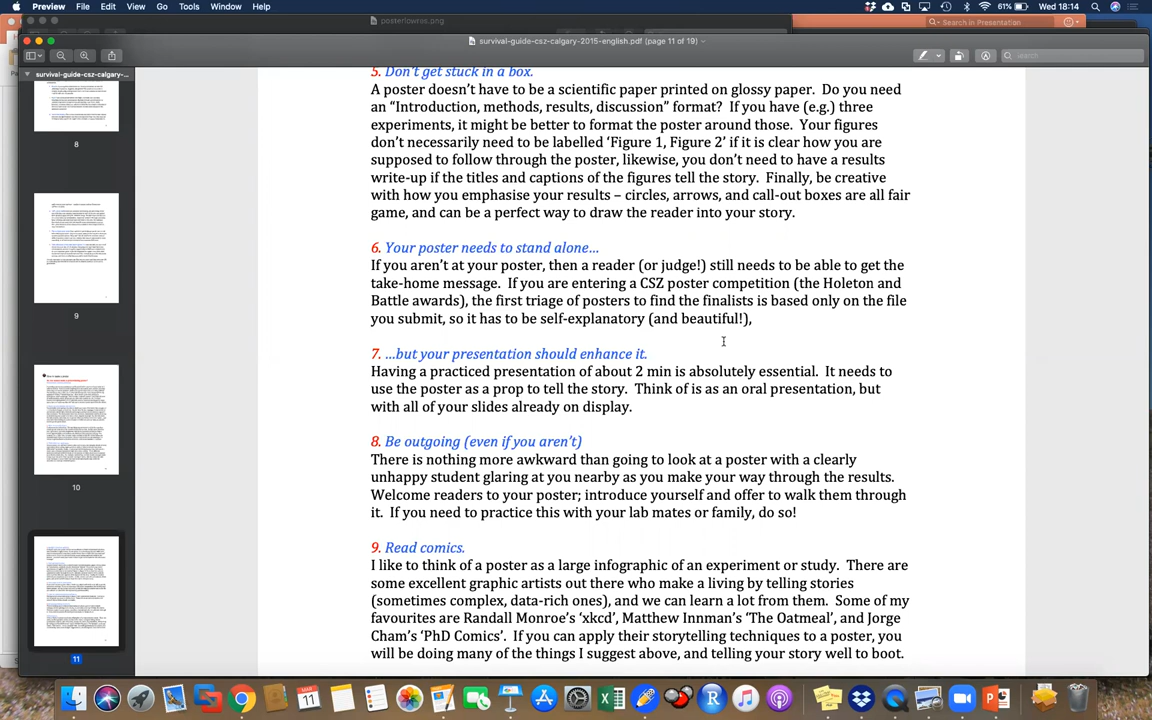 Preview File Edit View Go Tools Window Help 61% Wed 18:14
posterlowres.png
Search in Presentation
survival-guide-csz-calgary-2015-english.pdf (page 11 of 19)
search
survival-guide-csz-calgary-...
8
9
10
11
5. Don't get stuck in a box.
A poster doesn't have to be a scientific paper printed on glossy paper. Do you need
an "Introduction, methods, results, discussion" format? If you have (e.g.) three
experiments, it might be better to format the poster around those. Your figures
don't necessarily need to be labelled 'Figure 1, Figure 2' if it is clear how you are
supposed to follow through the poster, likewise, you don't need to have a results
write-up if the titles and captions of the figures tell the story. Finally, be creative
with how you emphasise your results – circles, arrows, and call-out boxes are all fair
game, and can be a perfect way to draw the reader into your story.
6. Your poster needs to stand alone...
If you aren't at your poster, then a reader (or judge!) still needs to be able to get the
take-home message. If you are entering a CSZ poster competition (the Holeton and
Battle awards), the first triage of posters to find the finalists is based only on the file
you submit, so it has to be self-explanatory (and beautiful!),
7. ...but your presentation should enhance it.
Having a practiced presentation of about 2 min is absolutely essential. It needs to
use the poster as a prop to tell the story. Think of is as an oral presentation, but
with all of your slides already on display.
8. Be outgoing (even if you aren't)
There is nothing more awkward than going to look at a poster with a clearly
unhappy student glaring at you nearby as you make your way through the results.
Welcome readers to your poster; introduce yourself and offer to walk them through
it. If you need to practice this with your lab mates or family, do so!
9. Read comics.
I like to think of a poster as a large infographic of an experiment or study. There are
some excellent graphic artists out there who make a living by telling stories
(sometimes complex, data-rich ones), and we can learn a lot from them. Some of my
favourites are Randall Monroe's 'xkcd', Matthew Inman's "The Oatmeal', and Jorge
Cham's 'PhD Comics'. If you can apply their storytelling techniques to a poster, you
will be doing many of the things I suggest above, and telling your story well to boot.